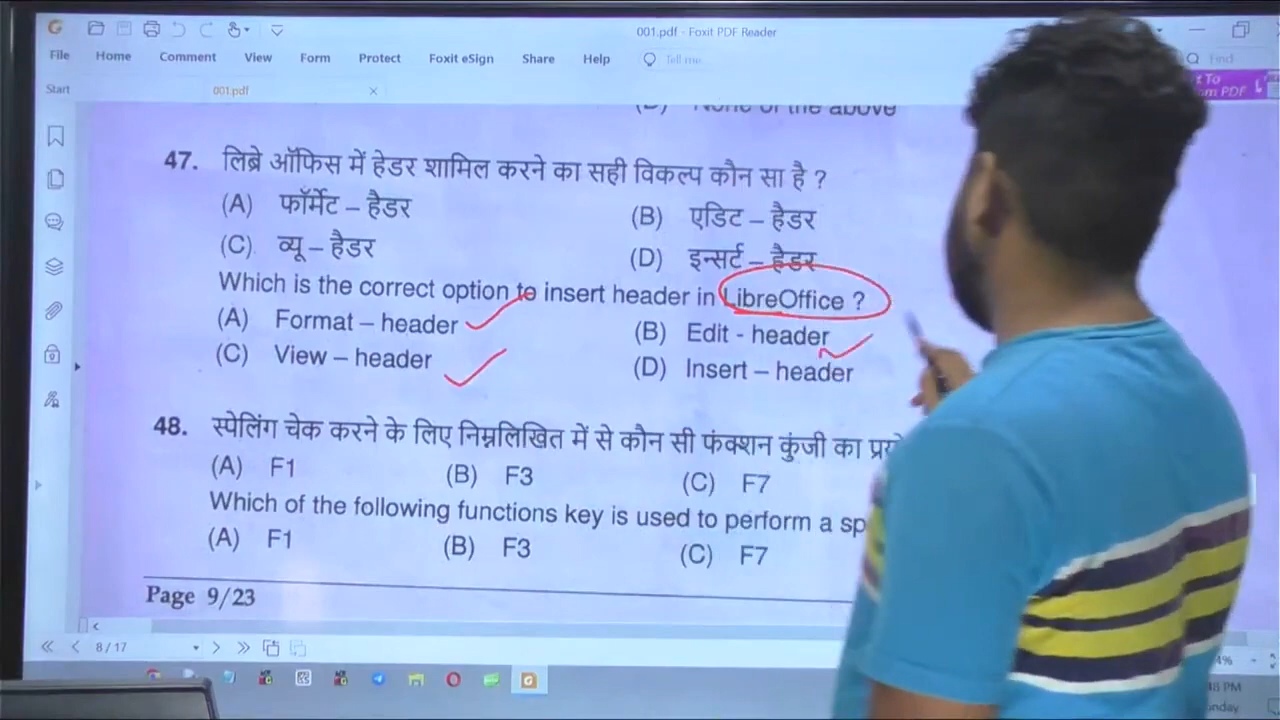 001.pdf - Foxit PDF Reader
File Home Comment View Form Protect Foxit eSign Share Help Tell me Find
Start 001.pdf
(D) None of the above
47. लिब्रे ऑफिस में हेडर शामिल करने का सही विकल्प कौन सा है ?
(A) फॉर्मेट – हैडर (B) एडिट – हैडर
(C) व्यू – हैडर (D) इन्सर्ट – हैडर
Which is the correct option to insert header in LibreOffice ?
(A) Format – header (B) Edit - header
(C) View – header (D) Insert – header
48. स्पेलिंग चेक करने के लिए निम्नलिखित में से कौन सी फंक्शन कुंजी का
(A) F1 (B) F3 (C) F7
Which of the following functions key is used to perform a
(A) F1 (B) F3 (C) F7
Page 9/23
8 / 17